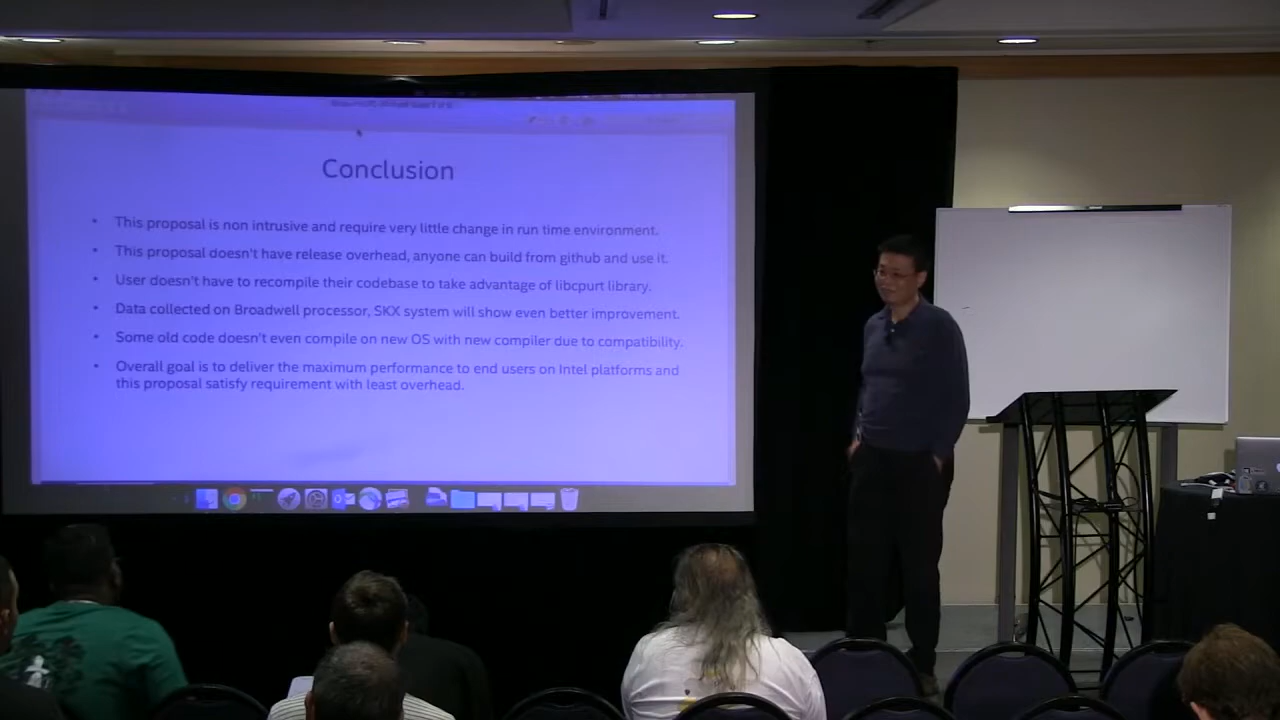 Conclusion
• This proposal is non intrusive and require very little change in run time environment.
• This proposal doesn't have release overhead, anyone can build from github and use it.
• User doesn't have to recompile their codebase to take advantage of libcpurt library.
• Data collected on Broadwell processor, SKX system will show even better improvement.
• Some old code doesn't even compile on new OS with new compiler due to compatibility.
• Overall goal is to deliver the maximum performance to end users on Intel platforms and
this proposal satisfy requirement with least overhead.